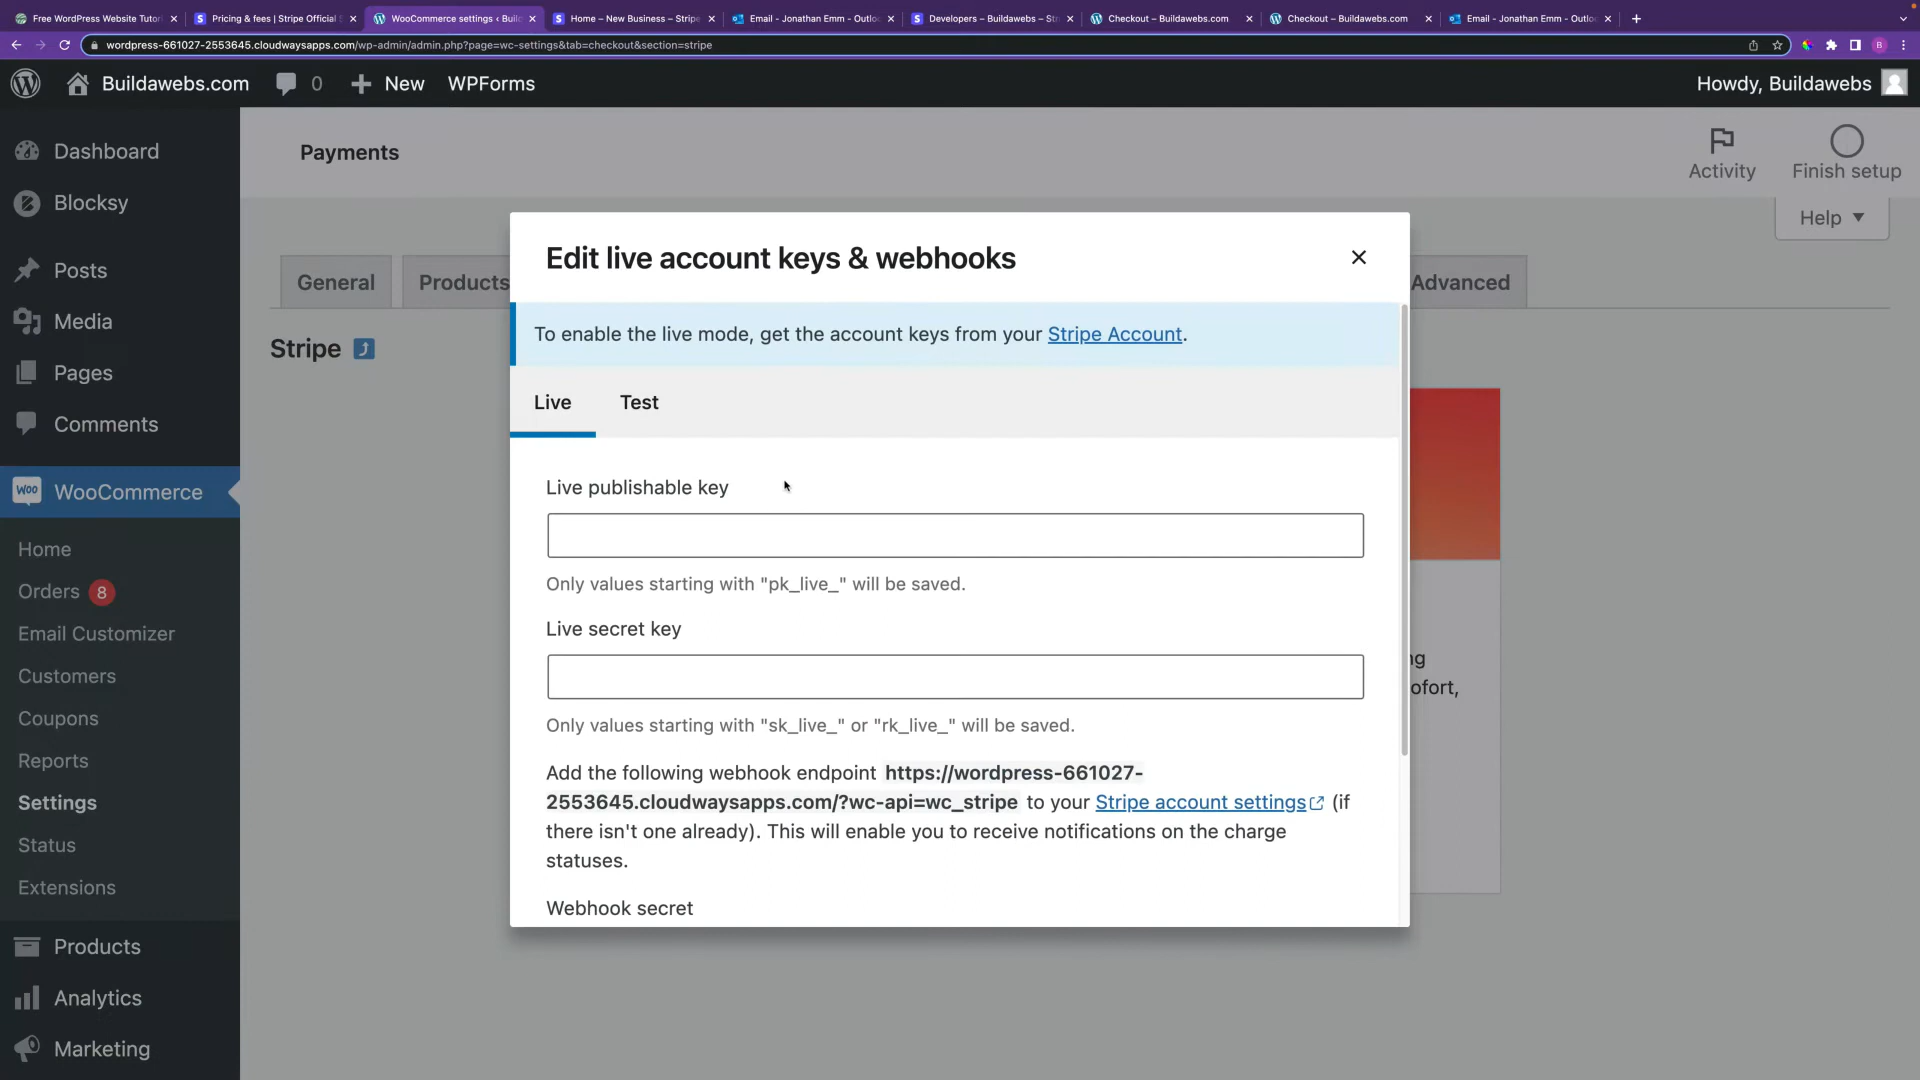 Free WordPress Website Tutori
Pricing & fees | Stripe Official
WooCommerce settings ‹ Build
Home – New Business – Stripe
Email - Jonathan Emm - Outlo
Developers – Buildawebs – Str
Checkout – Buildawebs.com
Checkout – Buildawebs.com
Email - Jonathan Emm - Outlo
wordpress-661027-2553645.cloudwaysapps.com/wp-admin/admin.php?page=wc-settings&tab=checkout&section=stripe
B
Buildawebs.com
0
New
WPForms
Howdy, Buildawebs
Dashboard
Blocksy
Posts
Media
Pages
Comments
WooCommerce
Home
Orders 8
Email Customizer
Customers
Coupons
Reports
Settings
Status
Extensions
Products
Analytics
Marketing
Payments
Activity
Finish setup
Help
General
Products
Advanced
Stripe
Edit live account keys & webhooks
To enable the live mode, get the account keys from your Stripe Account.
Live
Test
Live publishable key
Only values starting with "pk_live_" will be saved.
Live secret key
Only values starting with "sk_live_" or "rk_live_" will be saved.
Add the following webhook endpoint https://wordpress-661027-
2553645.cloudwaysapps.com/?wc-api=wc_stripe to your Stripe account settings (if
there isn't one already). This will enable you to receive notifications on the charge
statuses.
Webhook secret
ofort,